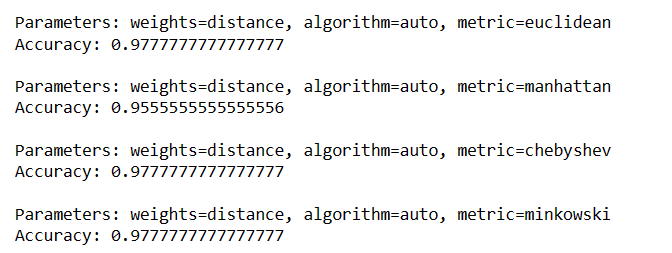 Parameters: weights=distance, algorithm=auto, metric=euclidean
Accuracy: 0.9777777777777777
Parameters: weights=distance, algorithm=auto, metric=manhattan
Accuracy: 0.9555555555555556
Parameters: weights=distance, algorithm=auto, metric=chebyshev
Accuracy: 0.9777777777777777
Parameters: weights=distance, algorithm=auto, metric=minkowski
Accuracy: 0.9777777777777777